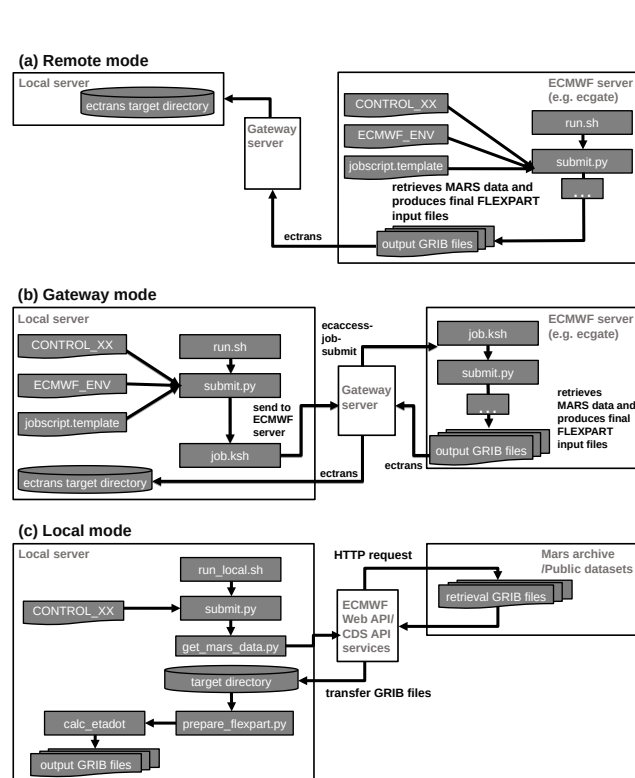 (a) Remote mode
Local server
ectrans target directory
Gateway
server
ECMWF server
(e.g. ecgate)
CONTROL_XX
ECMWF_ENV
jobscript.template
run.sh
submit.py
...
retrieves MARS data and
produces final FLEXPART
input files
output GRIB files
ectrans
(b) Gateway mode
Local server
CONTROL_XX
ECMWF_ENV
jobscript.template
run.sh
submit.py
send to
ECMWF
server
job.ksh
ectrans target directory
ectrans
ecaccess-
job-
submit
Gateway
server
ectrans
ECMWF server
(e.g. ecgate)
job.ksh
submit.py
...
retrieves
MARS data and
produces final
FLEXPART
input files
output GRIB files
(c) Local mode
Local server
run_local.sh
CONTROL_XX
submit.py
get_mars_data.py
target directory
prepare_flexpart.py
calc_etadot
output GRIB files
HTTP request
ECMWF
Web API/
CDS API
services
transfer GRIB files
Mars archive
/Public datasets
retrieval GRIB files